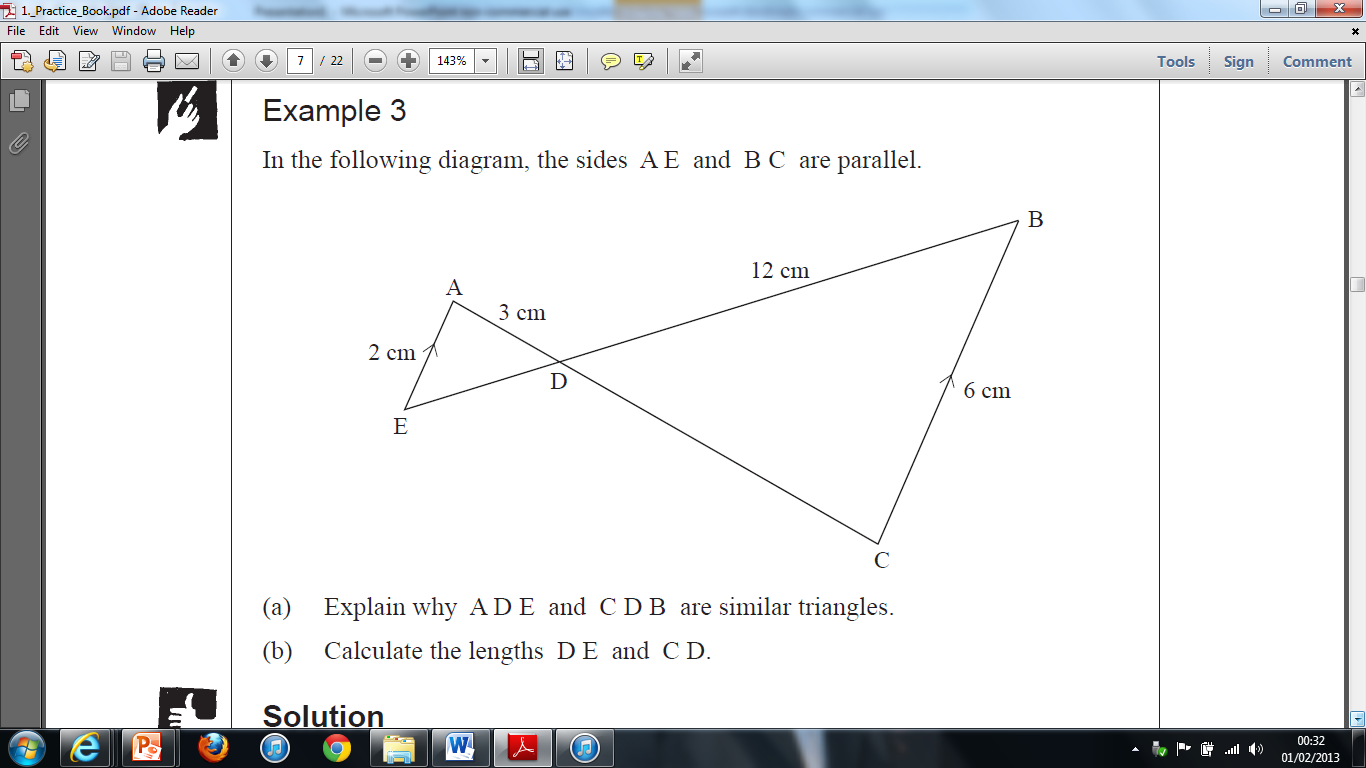 1._Practice_Book.pdf - Adobe Reader
File Edit View Window Help
7 / 22 143% Tools Sign Comment
Example 3
In the following diagram, the sides A E and B C are parallel.
B
12 cm
A
3 cm
2 cm
D
6 cm
E
C
(a) Explain why A D E and C D B are similar triangles.
(b) Calculate the lengths D E and C D.
Solution
00:32
01/02/2013